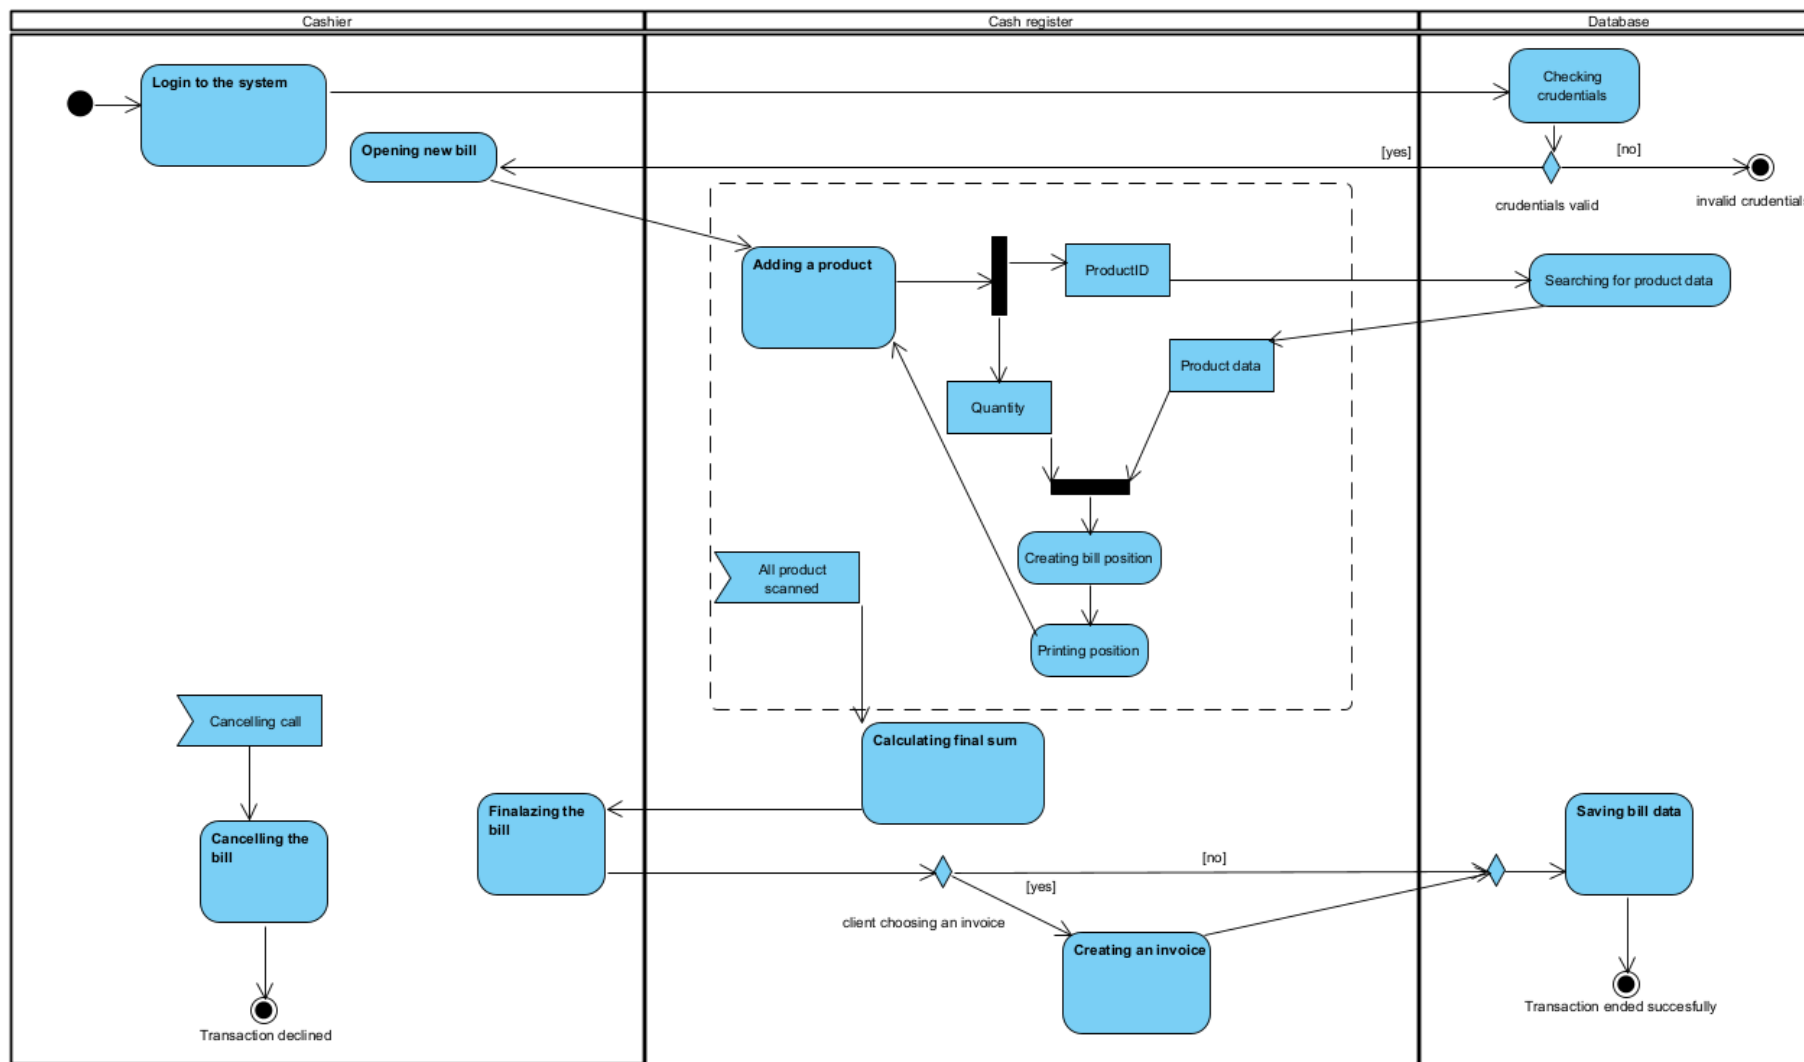 Cashier
Cash register
Database
Login to the system
Checking
crudentials
Opening new bill
[yes]
[no]
crudentials valid
invalid crudentials
Adding a product
ProductID
Searching for product data
Product data
Quantity
Creating bill position
All product
scanned
Printing position
Cancelling call
Calculating final sum
Finalazing the
bill
Saving bill data
Cancelling the
bill
[no]
[yes]
client choosing an invoice
Creating an invoice
Transaction ended succesfully
Transaction declined